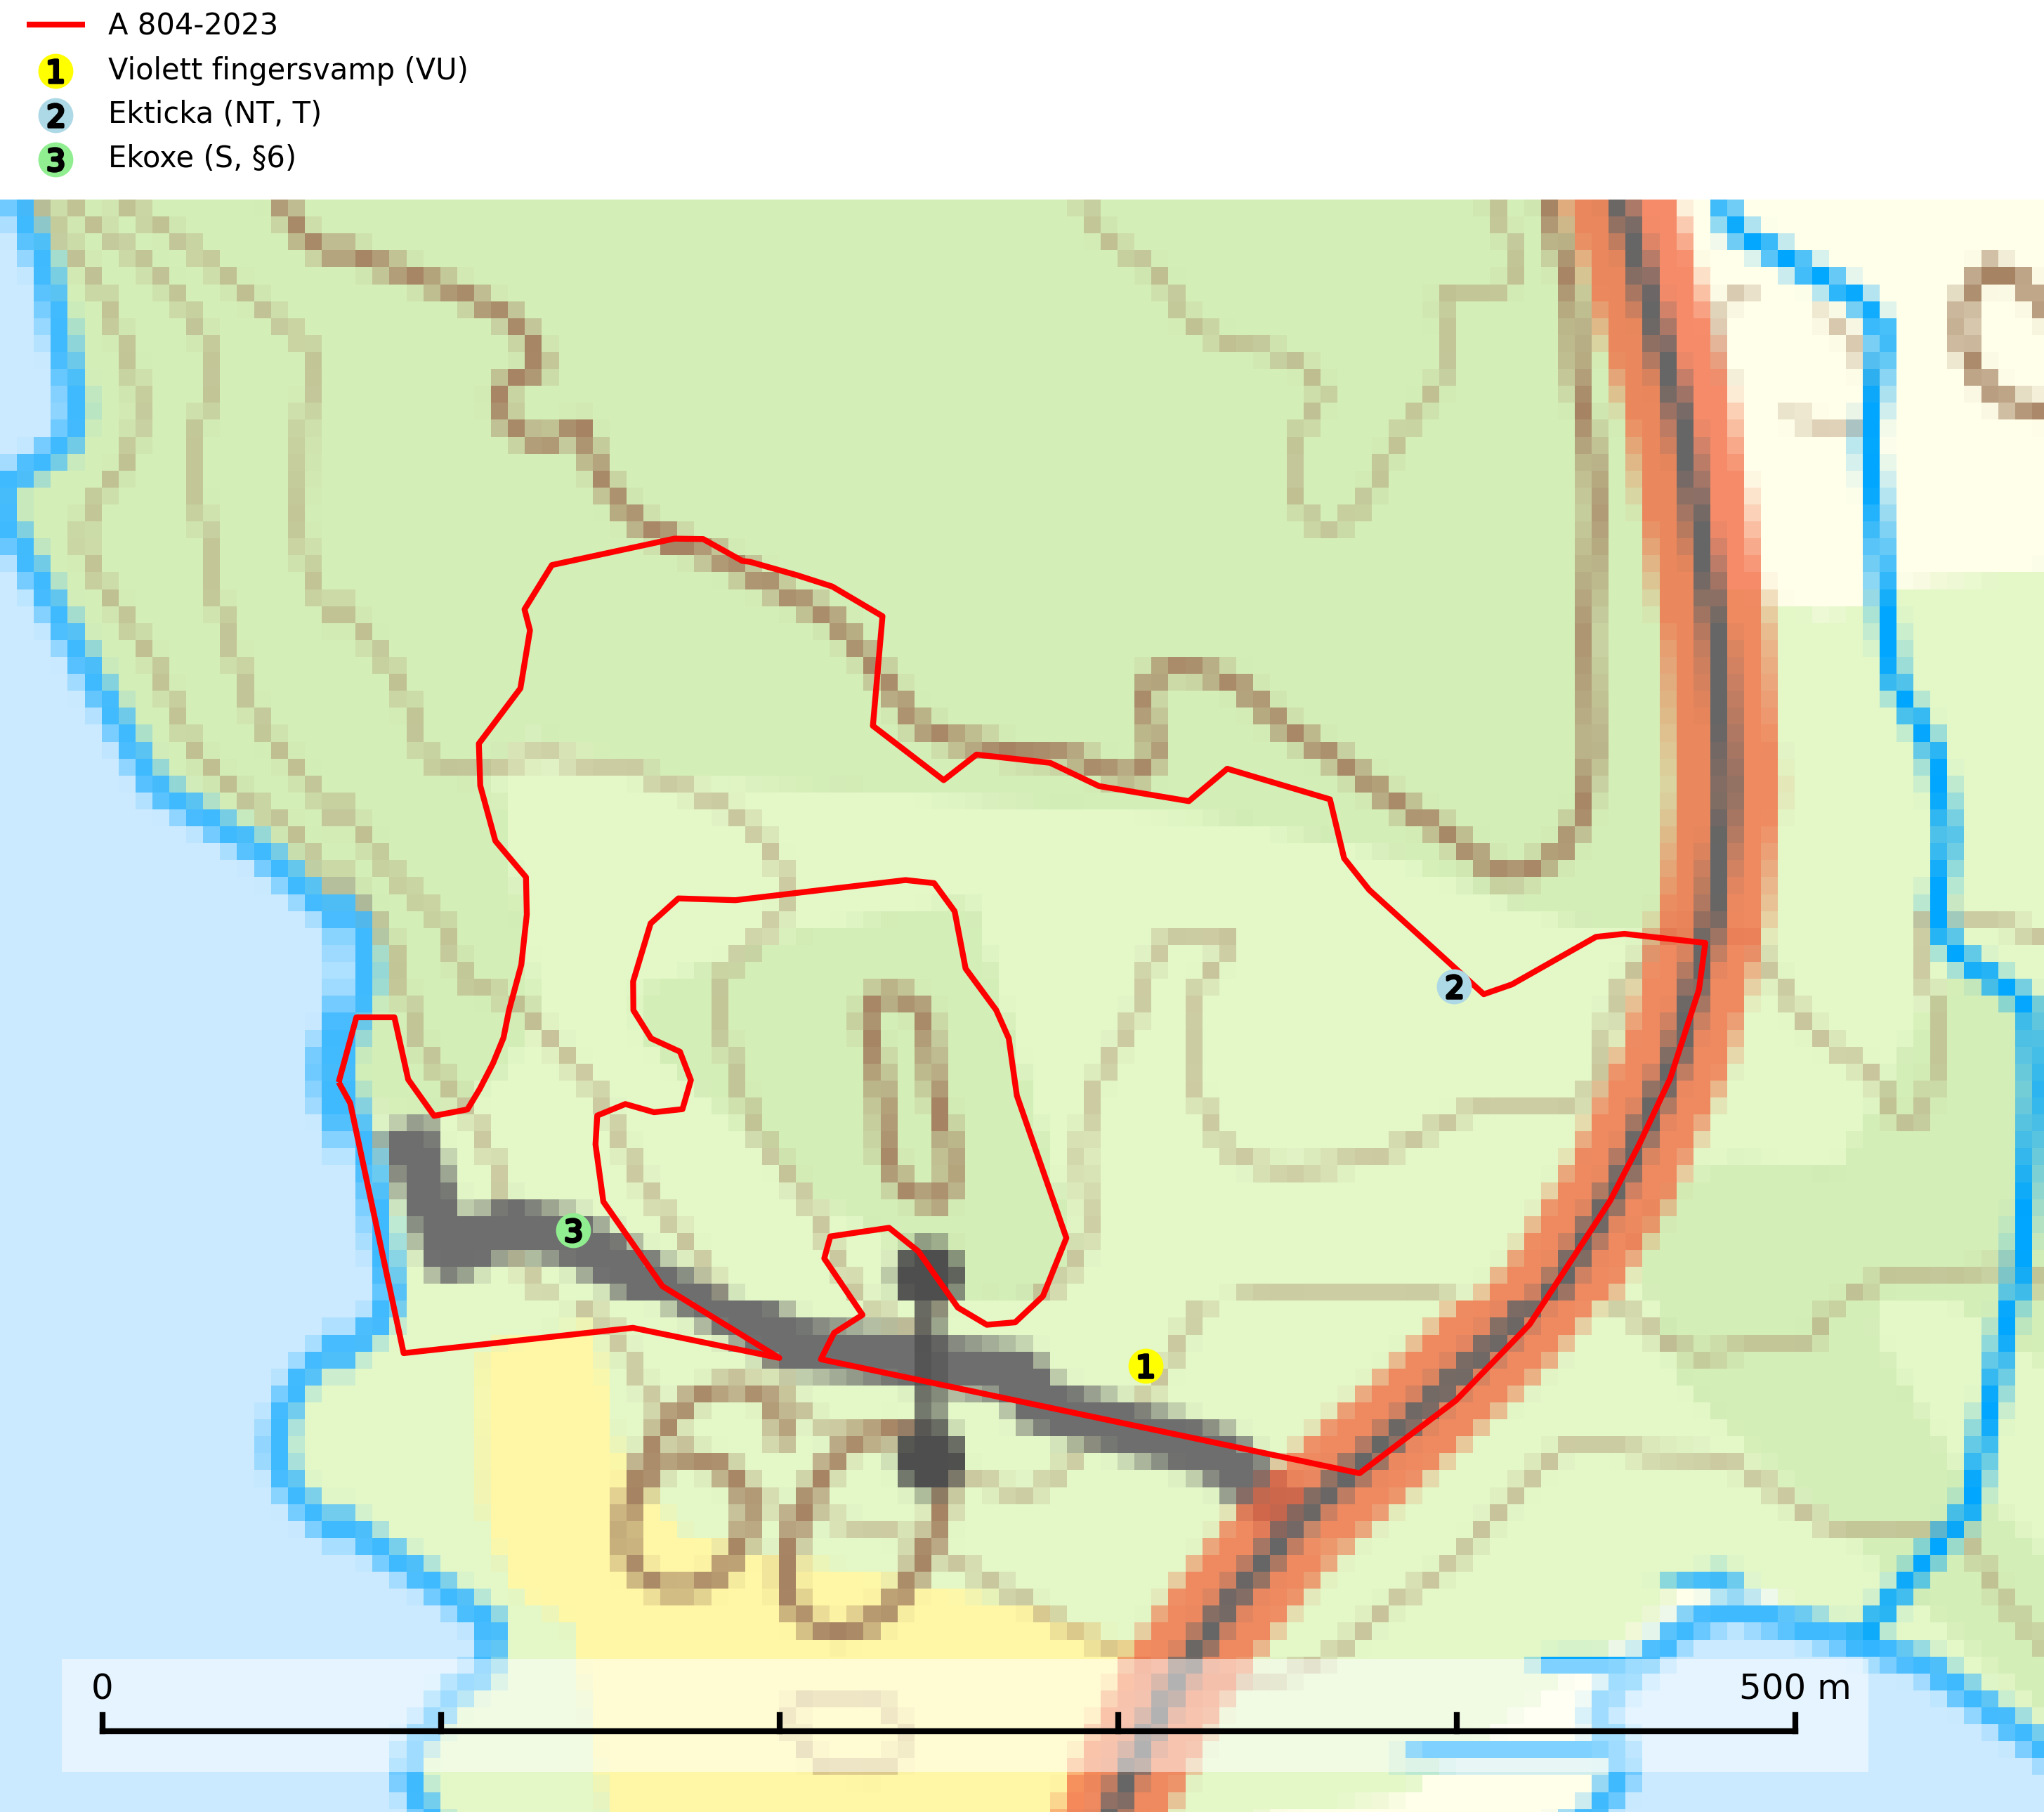 A 804-2023
1 Violett fingersvamp (VU)
2 Ekticka (NT, T)
3 Ekoxe (S, §6)
2
3
1
0 500 m